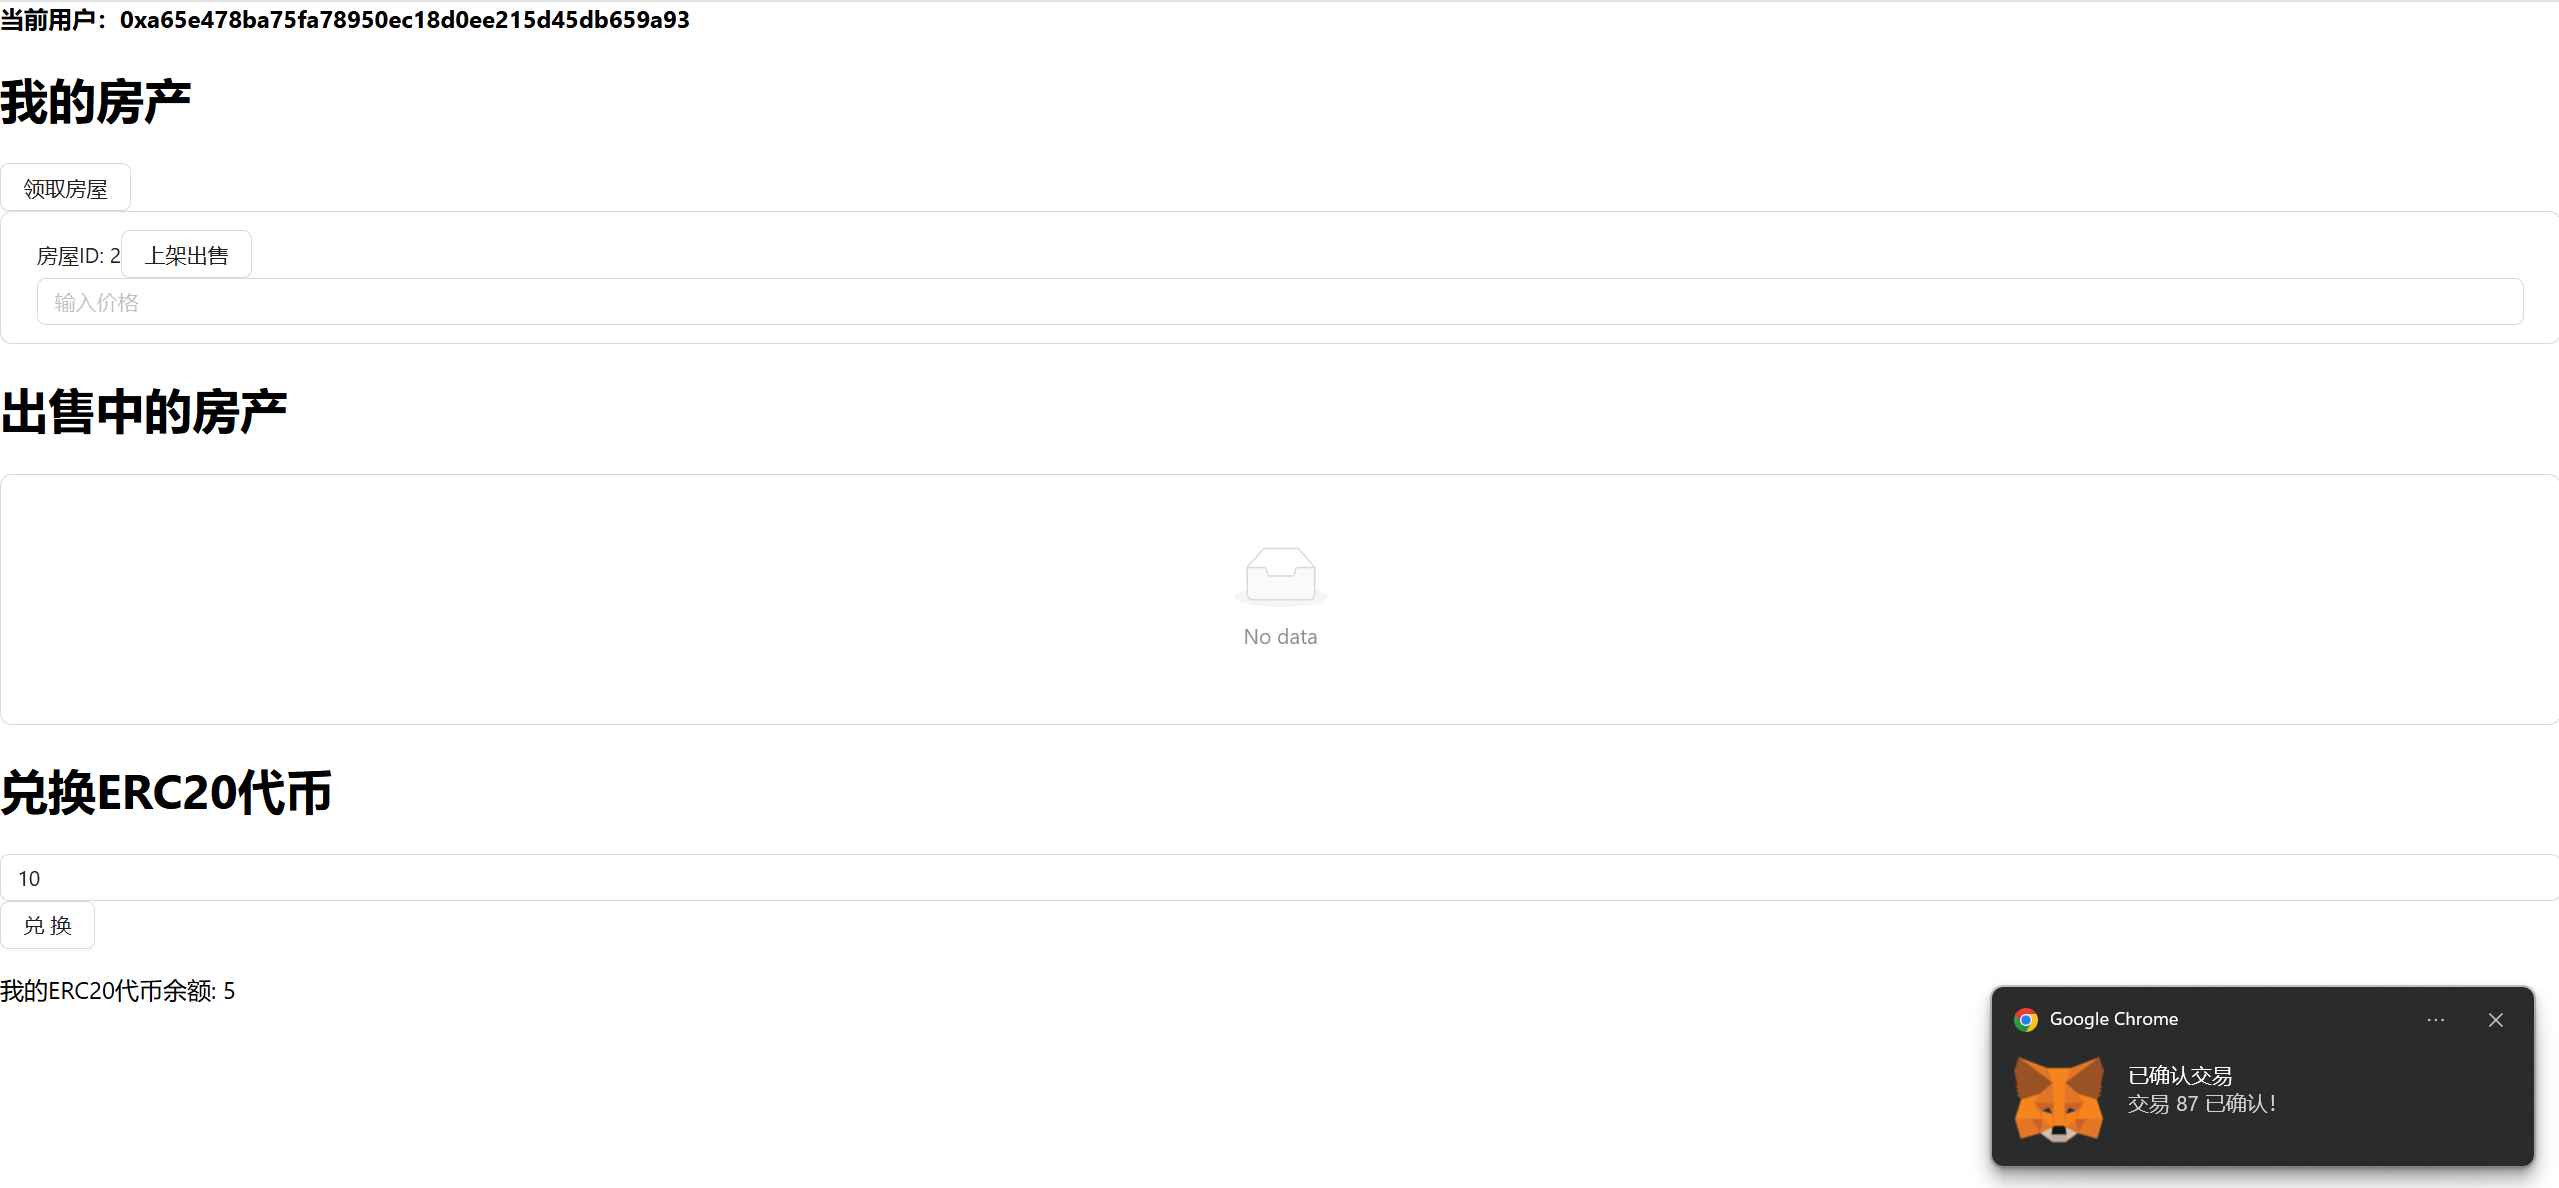 当前用户：0xa65e478ba75fa78950ec18d0ee215d45db659a93
我的房产
领取房屋
房屋ID: 2 上架出售
输入价格
出售中的房产
No data
兑换ERC20代币
10
兑 换
我的ERC20代币余额: 5
Google Chrome
已确认交易
交易 87 已确认！